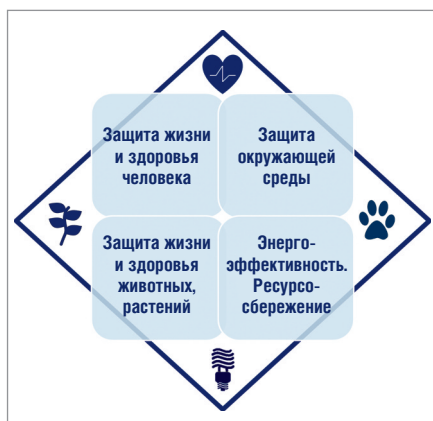 Защита жизни
и здоровья
человека
Защита
окружающей
среды
Защита жизни
и здоровья
животных,
растений
Энерго-
эффективность.
Ресурсо-
сбережение